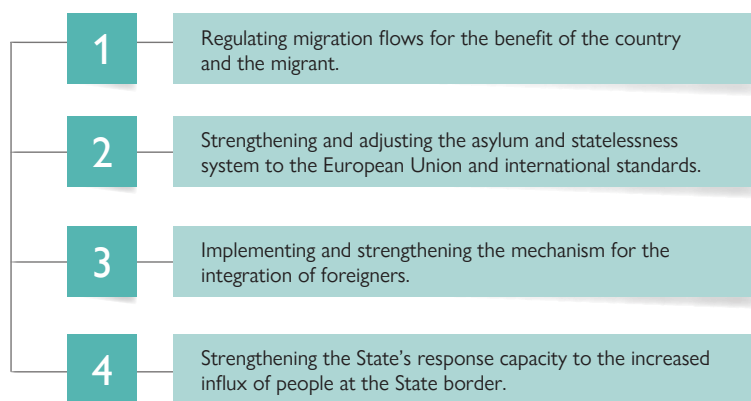 1
Regulating migration flows for the benefit of the country
and the migrant.
2
Strengthening and adjusting the asylum and statelessness
system to the European Union and international standards.
3
Implementing and strengthening the mechanism for the
integration of foreigners.
4
Strengthening the State’s response capacity to the increased
influx of people at the State border.